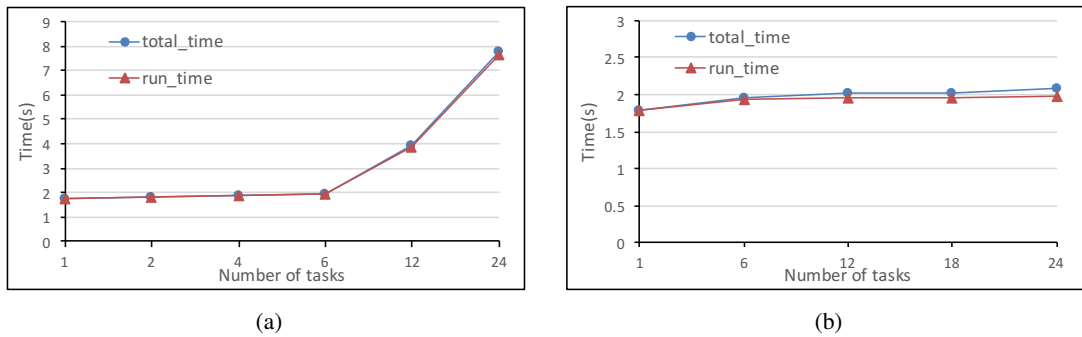 9
8
7
6
5
4
3
2
1
0
Time(s)
total_time
run_time
1 2 4 6 12 24
Number of tasks
(a)
3
2.5
2
1.5
1
0.5
0
Time(s)
total_time
run_time
1 6 12 18 24
Number of tasks
(b)